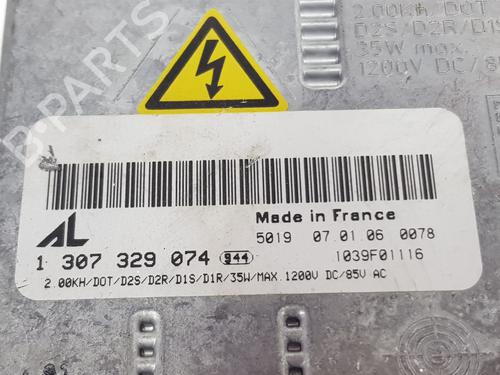 2.00KH/DOT
D2S/D2R/D1S
35W max.
1200V DC/85
B-PARTS
AL
Made in France
5019 07.01.06 0078
1 307 329 074 944
1039F01116
2.00KH/DOT/D2S/D2R/D1S/D1R/35W/MAX.1200V DC/85V AC